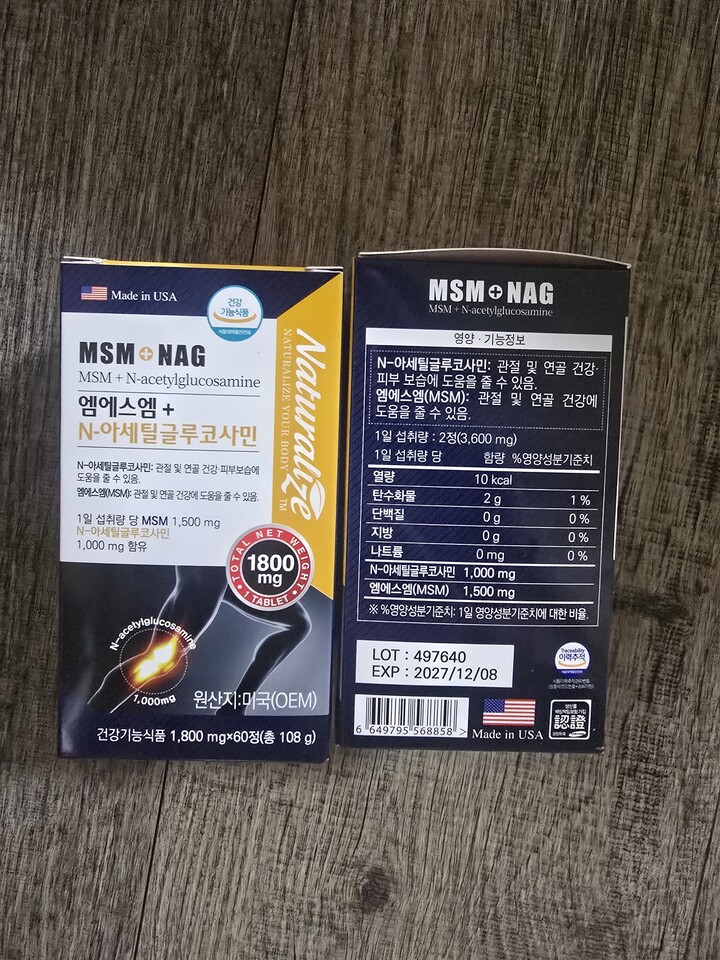 Made in USA
건강
기능식품
식품의약품안전처
MSM + NAG
MSM + N-acetylglucosamine
엠에스엠 +
N-아세틸글루코사민
N-아세틸글루코사민: 관절 및 연골 건강·피부보습에
도움을 줄 수 있음.
엠에스엠(MSM): 관절 및 연골 건강에 도움을 줄 수 있음.
1일 섭취량 당 MSM 1,500 mg
N-아세틸글루코사민
1,000 mg 함유
Naturalize™
NATURALIZE YOUR BODY
TOTAL NET WEIGHT
1800
mg
1 TABLET
N-acetylglucosamine
1,000mg
원산지:미국(OEM)
건강기능식품 1,800 mg×60정(총 108 g)
MSM + NAG
MSM + N-acetylglucosamine
영양 · 기능정보
N-아세틸글루코사민: 관절 및 연골 건강·
피부 보습에 도움을 줄 수 있음.
엠에스엠(MSM): 관절 및 연골 건강에
도움을 줄 수 있음.
1일 섭취량 : 2정(3,600 mg)
1일 섭취량 당 함량 %영양성분기준치
열량 10 kcal
탄수화물 2 g 1 %
단백질 0 g 0 %
지방 0 g 0 %
나트륨 0 mg 0 %
N-아세틸글루코사민 1,000 mg
엠에스엠(MSM) 1,500 mg
※ %영양성분기준치: 1일 영양성분기준치에 대한 비율.
LOT : 497640
EXP : 2027/12/08
Traceability
이력추적
6 649795 568858 >
Made in USA
認證